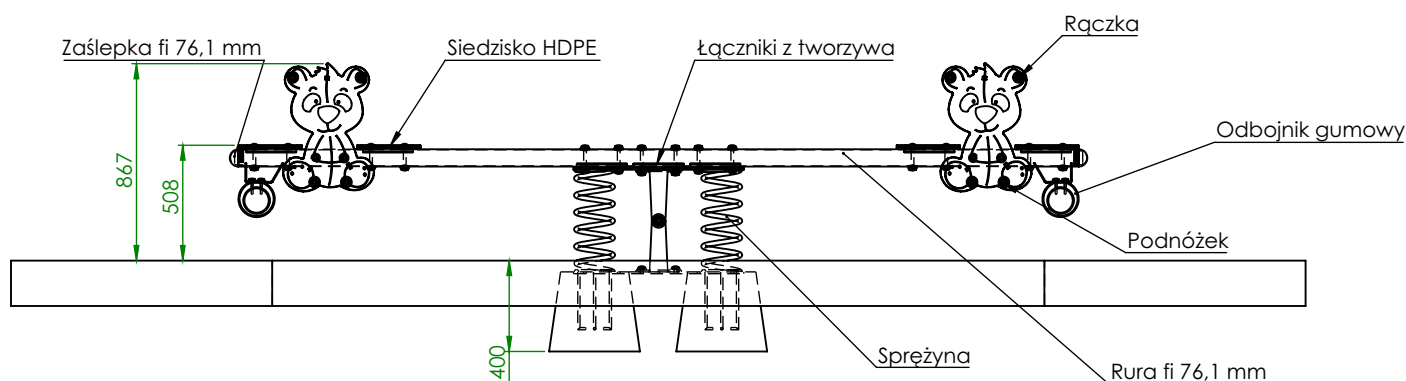 Rączka
Zaślepka fi 76,1 mm
Siedzisko HDPE
Łączniki z tworzywa
Odbojnik gumowy
867
508
Podnóżek
400
Sprężyna
Rura fi 76,1 mm